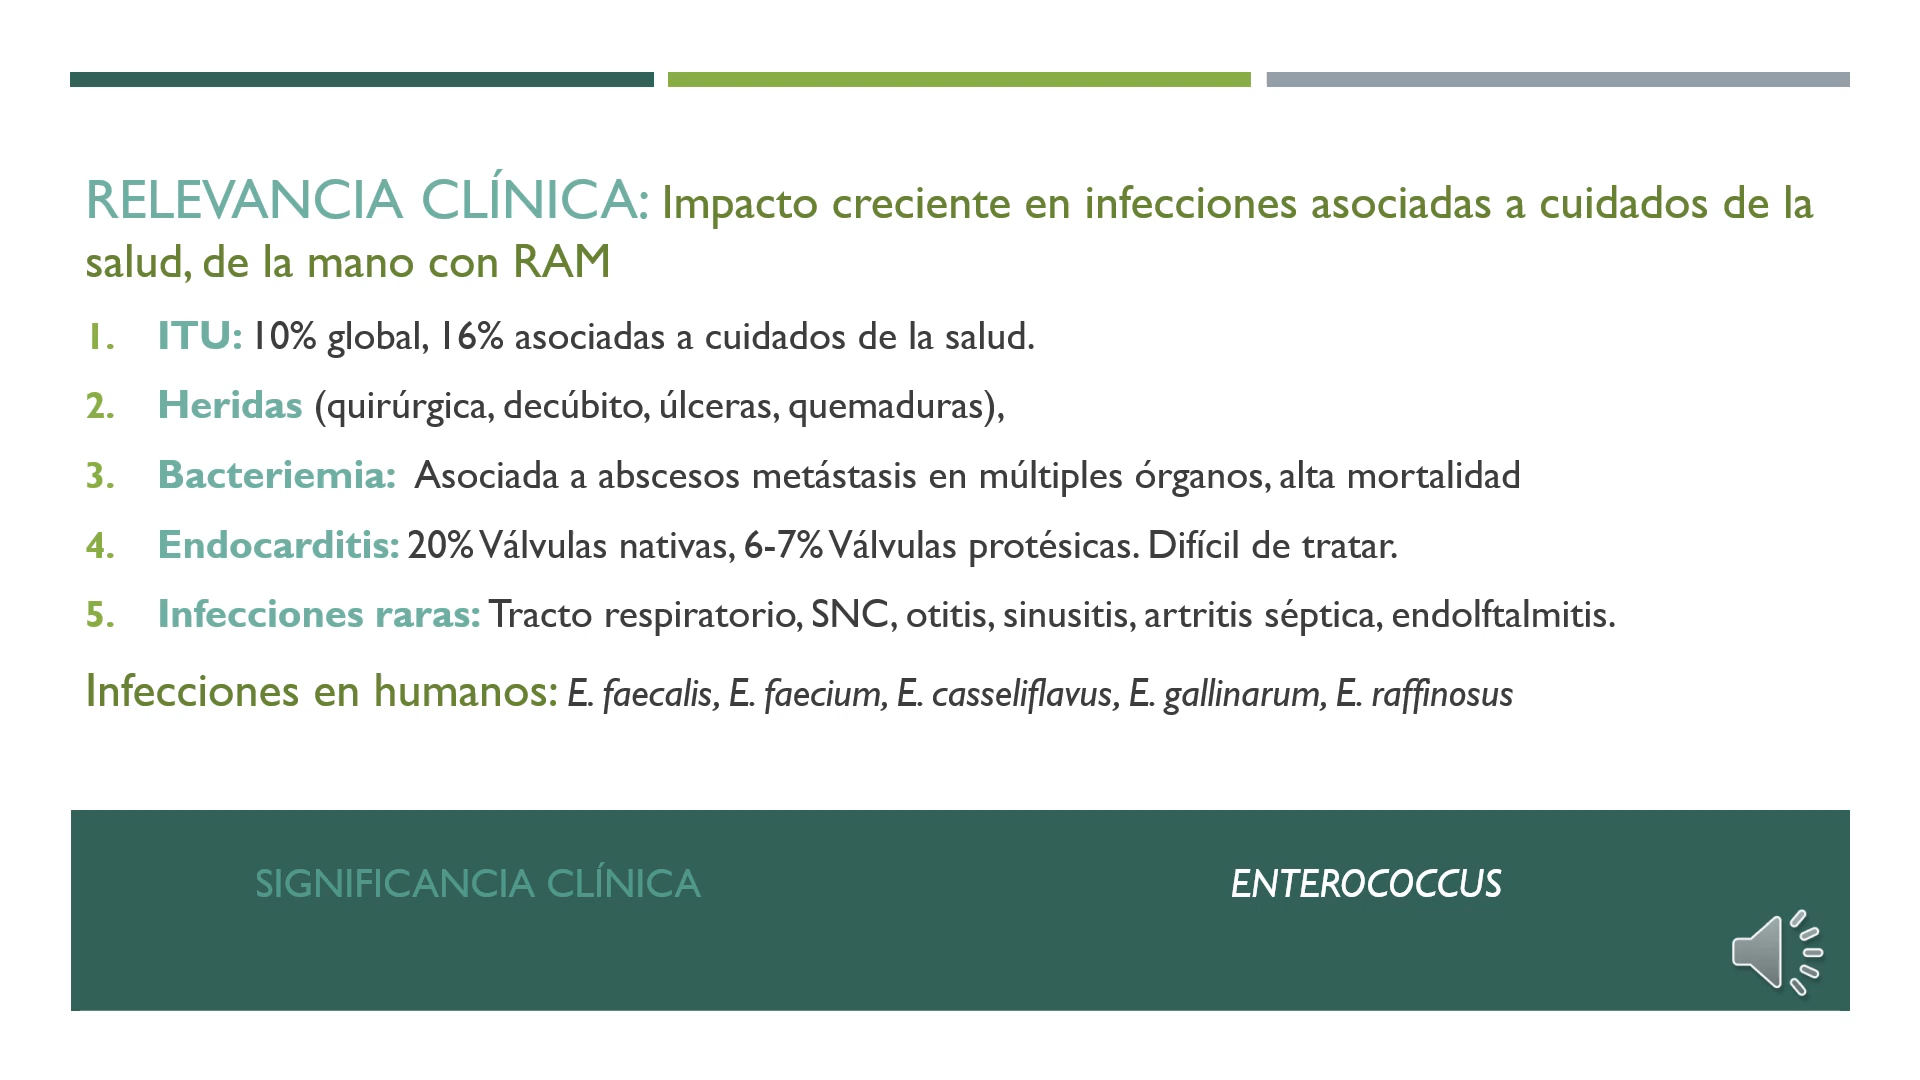 RELEVANCIA CLÍNICA: Impacto creciente en infecciones asociadas a cuidados de la
salud, de la mano con RAM
1. ITU: 10% global, 16% asociadas a cuidados de la salud.
2. Heridas (quirúrgica, decúbito, úlceras, quemaduras),
3. Bacteriemia: Asociada a abscesos metástasis en múltiples órganos, alta mortalidad
4. Endocarditis: 20% Válvulas nativas, 6-7% Válvulas protésicas. Difícil de tratar.
5. Infecciones raras: Tracto respiratorio, SNC, otitis, sinusitis, artritis séptica, endolftalmitis.
Infecciones en humanos: E. faecalis, E. faecium, E. casseliflavus, E. gallinarum, E. raffinosus
SIGNIFICANCIA CLÍNICA
ENTEROCOCCUS